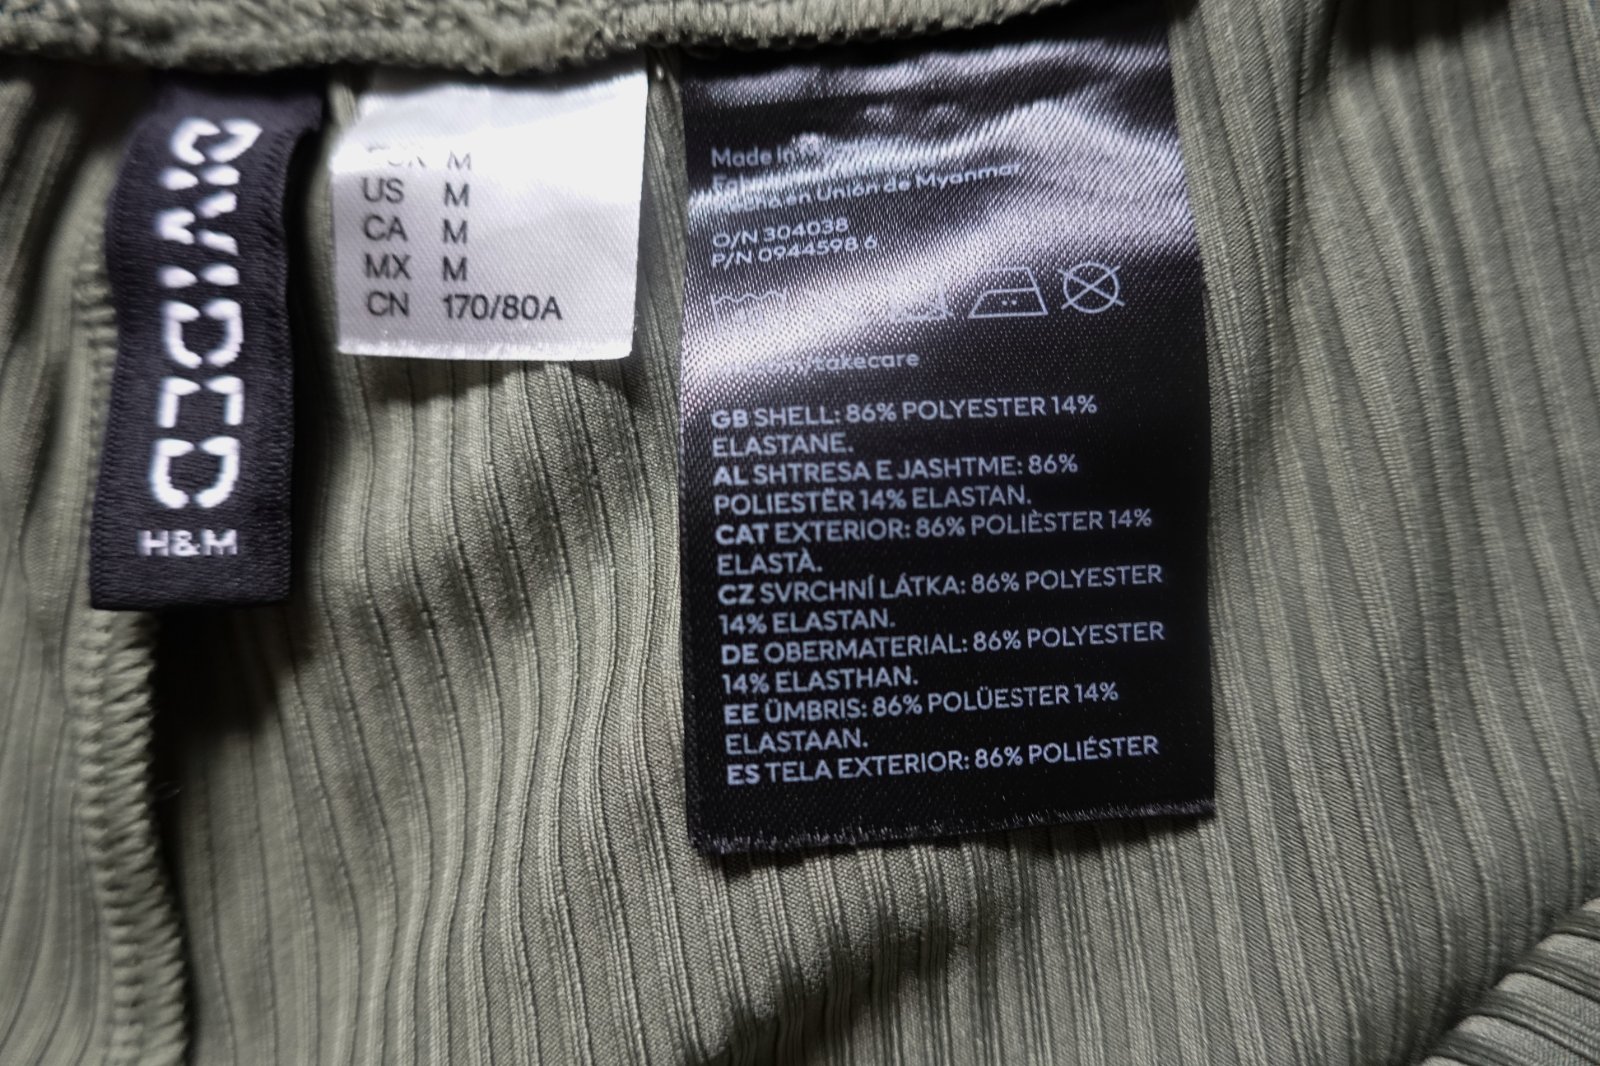 DIVIDED
H&M
EUR M
US M
CA M
MX M
CN 170/80A
Made in
en Unión de Myanmar
O/N 304038
P/N 0944598 6
/takecare
GB SHELL: 86% POLYESTER 14%
ELASTANE.
AL SHTRESA E JASHTME: 86%
POLIESTËR 14% ELASTAN.
CAT EXTERIOR: 86% POLIÈSTER 14%
ELASTÀ.
CZ SVRCHNÍ LÁTKA: 86% POLYESTER
14% ELASTAN.
DE OBERMATERIAL: 86% POLYESTER
14% ELASTHAN.
EE ÜMBRIS: 86% POLÜESTER 14%
ELASTAAN.
ES TELA EXTERIOR: 86% POLIÉSTER